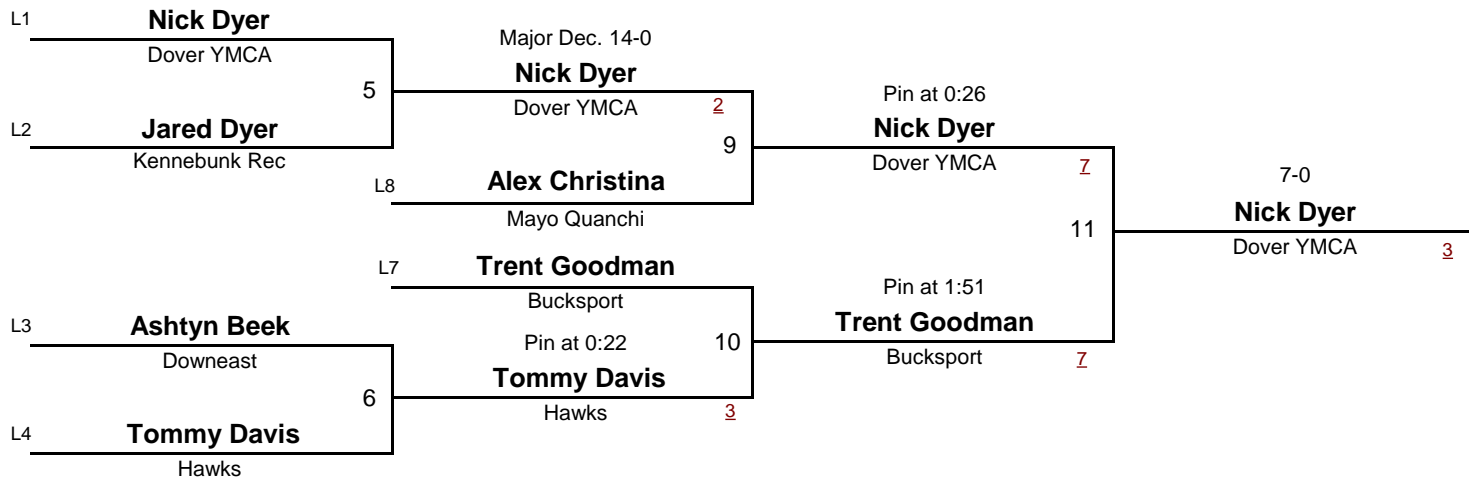 L1
Nick Dyer
Dover YMCA
5
L2
Jared Dyer
Kennebunk Rec
Major Dec. 14-0
Nick Dyer
Dover YMCA
2
9
L8
Alex Christina
Mayo Quanchi
L7
Trent Goodman
Bucksport
L3
Ashtyn Beek
Downeast
6
L4
Tommy Davis
Hawks
Pin at 0:22
10
Tommy Davis
Hawks
3
Pin at 0:26
Nick Dyer
Dover YMCA
7
11
Pin at 1:51
Trent Goodman
Bucksport
7
7-0
Nick Dyer
Dover YMCA
3